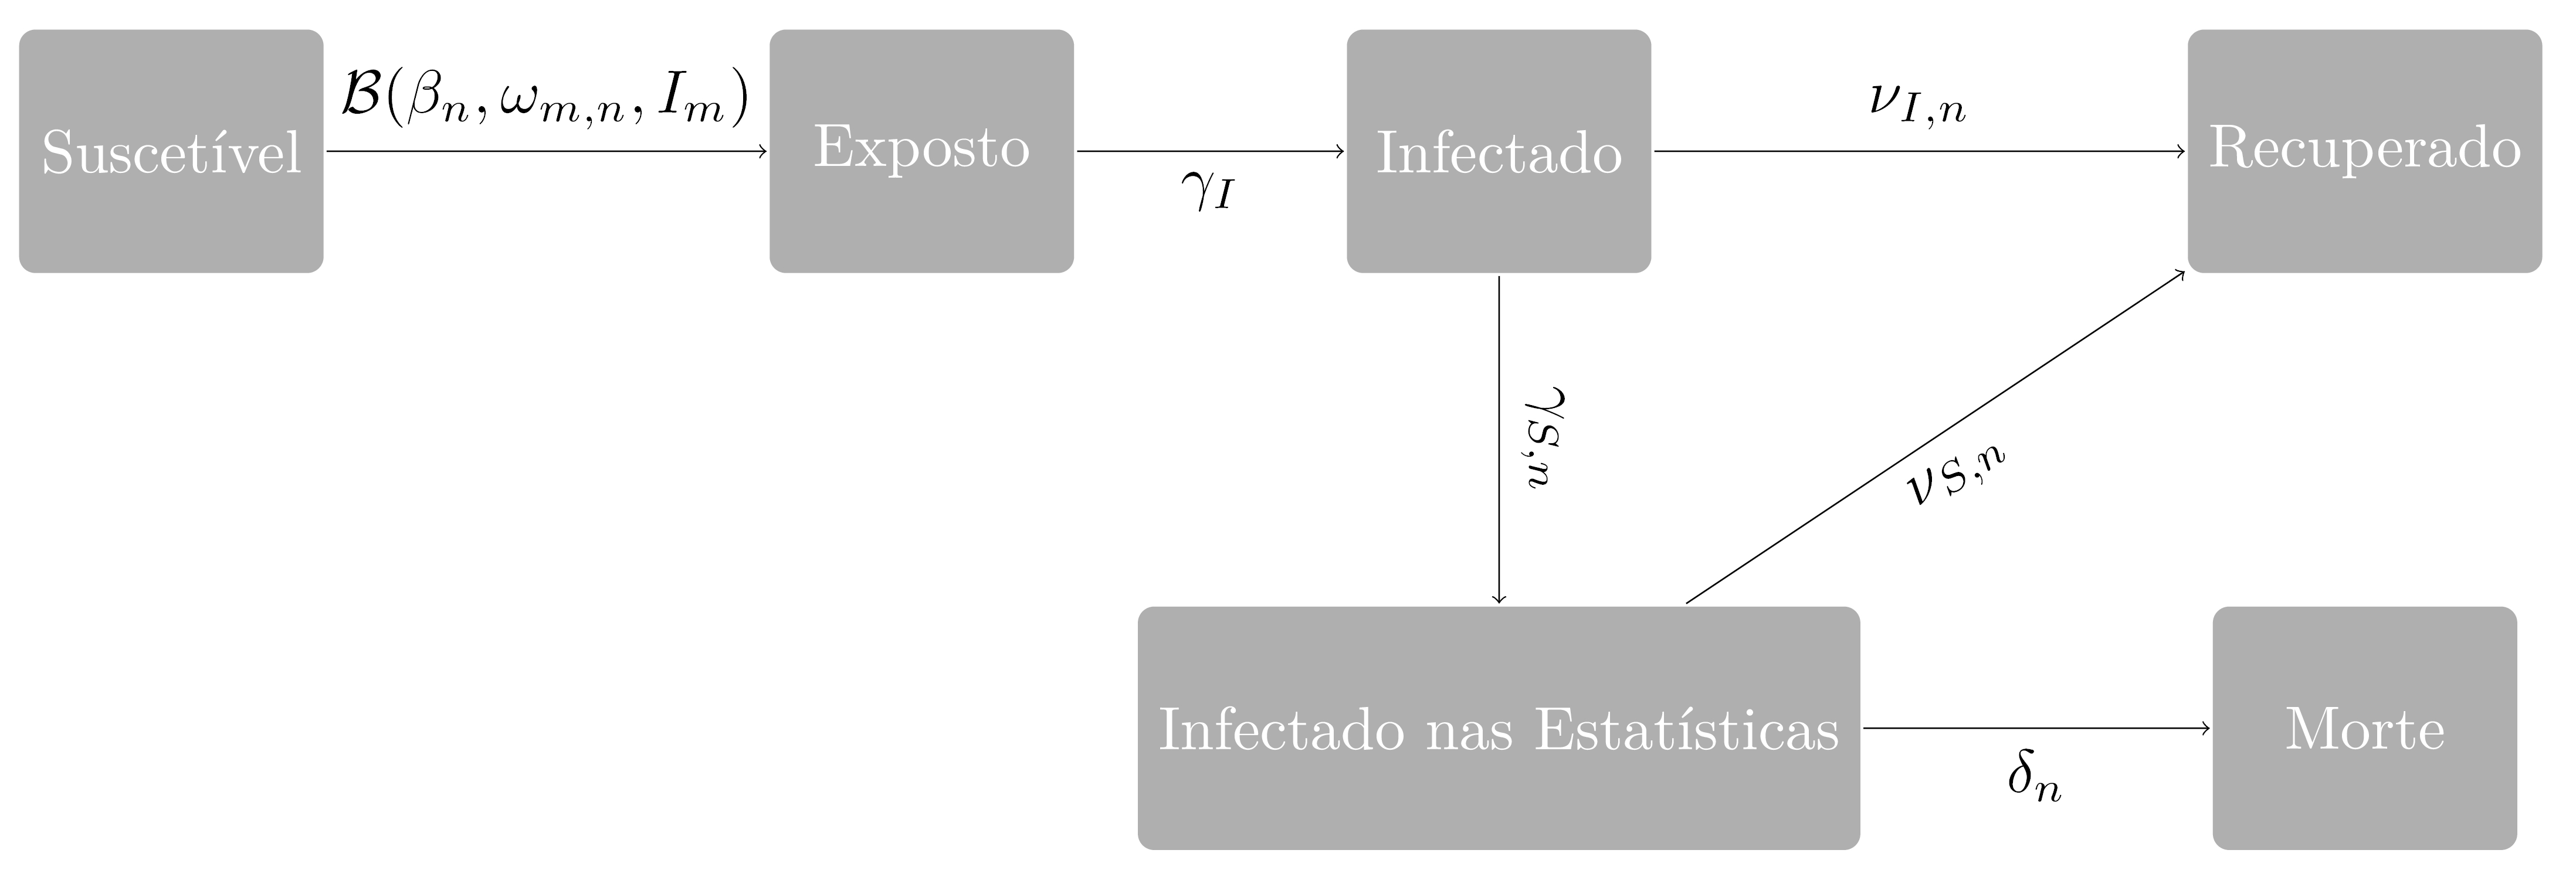 Suscetível
$\mathcal{B}(\beta_n, \omega_{m,n}, I_m)$
Exposto
$\gamma_I$
Infectado
$\nu_{I,n}$
Recuperado
$\gamma_{S,n}$
$\nu_{S,n}$
Infectado nas Estatísticas
$\delta_n$
Morte